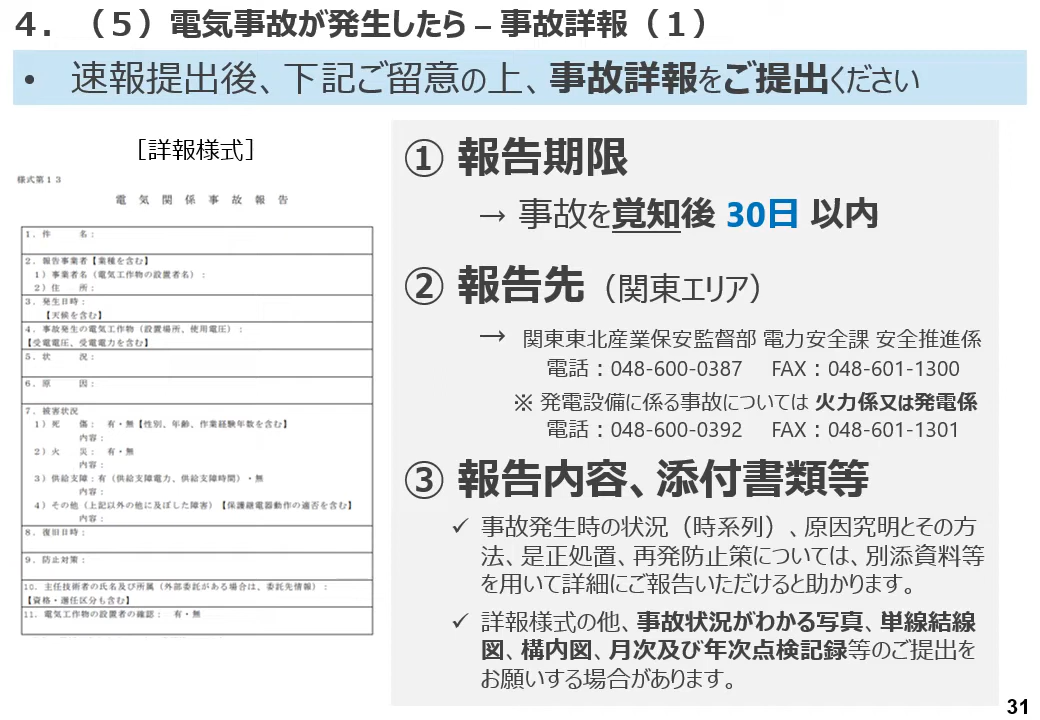 ４．（５）電気事故が発生したら – 事故詳報（１）
• 速報提出後、下記ご留意の上、事故詳報をご提出ください
［詳報様式］
様式第１３
電 気 関 係 事 故 報 告
１．件　　名：
２．報告事業者【業種を含む】
１）事業者名（電気工作物の設置者名）：
２）住　　所：
３．発生日時：
【天候を含む】
４．事故発生の電気工作物（設置場所、使用電圧）：
【受電電圧、受電電力を含む】
５．状　　況：
６．原　　因：
７．被害状況
１）死　　傷：　有・無【性別、年齢、作業経験年数を含む】
内容：
２）火　　災：　有・無
内容：
３）供給支障：有（供給支障電力、供給支障時間）・無
内容：
４）その他（上記以外の他に及ぼした障害）【保護継電器動作の適否を含む】
内容：
８．復旧日時：
９．防止対策：
10．主任技術者の氏名及び所属（外部委託がある場合は、委託先情報）：
【資格・選任区分も含む】
11．電気工作物の設置者の確認：　有・無
① 報告期限
→ 事故を覚知後 30日 以内
② 報告先（関東エリア）
→ 関東東北産業保安監督部 電力安全課 安全推進係
電話：048-600-0387　FAX：048-601-1300
※ 発電設備に係る事故については 火力係又は発電係
電話：048-600-0392　FAX：048-601-1301
③ 報告内容、添付書類等
✓ 事故発生時の状況（時系列）、原因究明とその方
法、是正処置、再発防止策については、別添資料等
を用いて詳細にご報告いただけると助かります。
✓ 詳報様式の他、事故状況がわかる写真、単線結線
図、構内図、月次及び年次点検記録等のご提出を
お願いする場合があります。
31